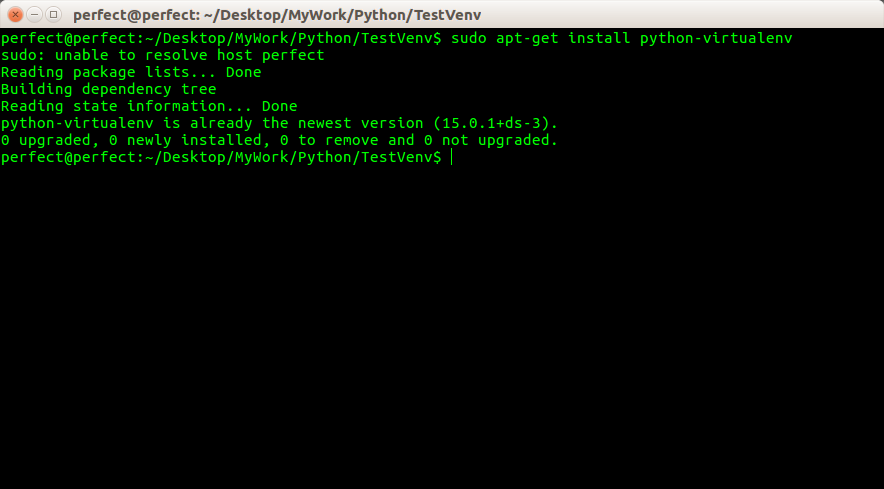 perfect@perfect: ~/Desktop/MyWork/Python/TestVenv
perfect@perfect:~/Desktop/MyWork/Python/TestVenv$ sudo apt-get install python-virtualenv
sudo: unable to resolve host perfect
Reading package lists... Done
Building dependency tree
Reading state information... Done
python-virtualenv is already the newest version (15.0.1+ds-3).
0 upgraded, 0 newly installed, 0 to remove and 0 not upgraded.
perfect@perfect:~/Desktop/MyWork/Python/TestVenv$